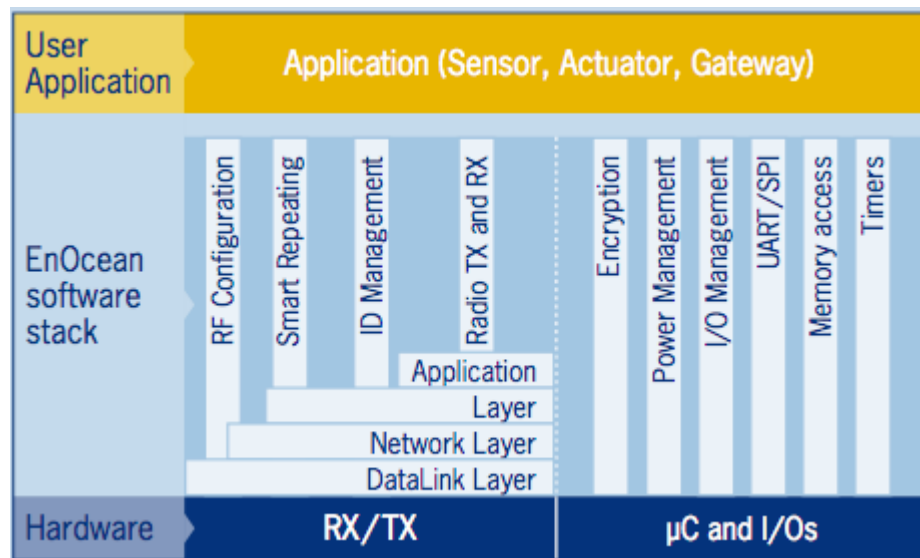 User
Application
Application (Sensor, Actuator, Gateway)
EnOcean
software
stack
RF Configuration
Smart Repeating
ID Management
Radio TX and RX
Encryption
Power Management
I/O Management
UART/SPI
Memory access
Timers
Application
Layer
Network Layer
DataLink Layer
Hardware
RX/TX
µC and I/Os